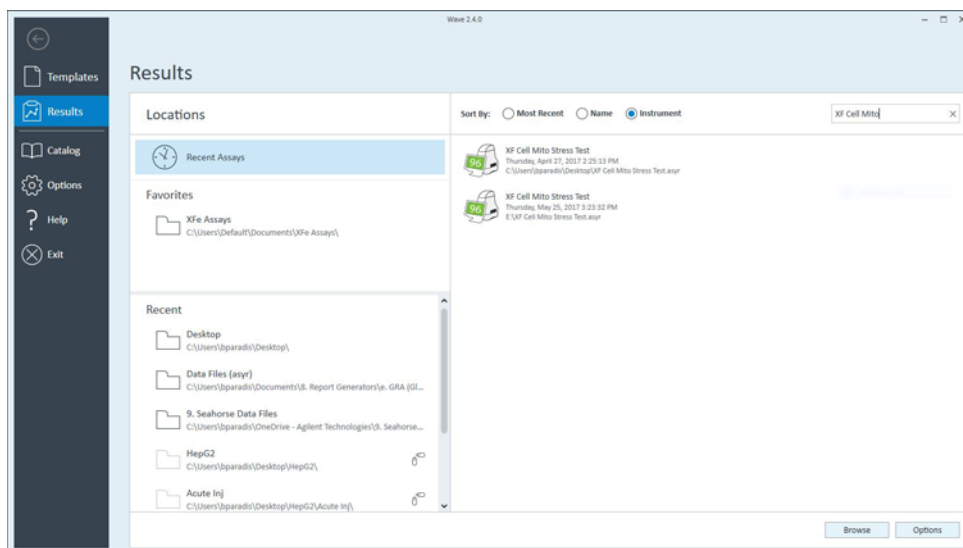 Wave 2.4.0
Templates
Results
Catalog
Options
Help
Exit
Results
Locations
Recent Assays
Favorites
XFe Assays
C:\Users\Default\Documents\XFe Assays\
Recent
Desktop
C:\Users\bparadis\Desktop\
Data Files (asyr)
C:\Users\bparadis\Documents\8. Report Generators\e. GRA (Gl...
9. Seahorse Data Files
C:\Users\bparadis\OneDrive - Agilent Technologies\9. Seahorse...
HepG2
C:\Users\bparadis\Desktop\HepG2\
Acute Inj
C:\Users\bparadis\Desktop\HepG2\Acute Inj\
Sort By: Most Recent Name Instrument
XF Cell Mito
96
XF Cell Mito Stress Test
Thursday, April 27, 2017 2:25:13 PM
C:\Users\bparadis\Desktop\XF Cell Mito Stress Test.asyr
96
XF Cell Mito Stress Test
Thursday, May 25, 2017 3:23:32 PM
E:\XF Cell Mito Stress Test.asyr
Browse Options